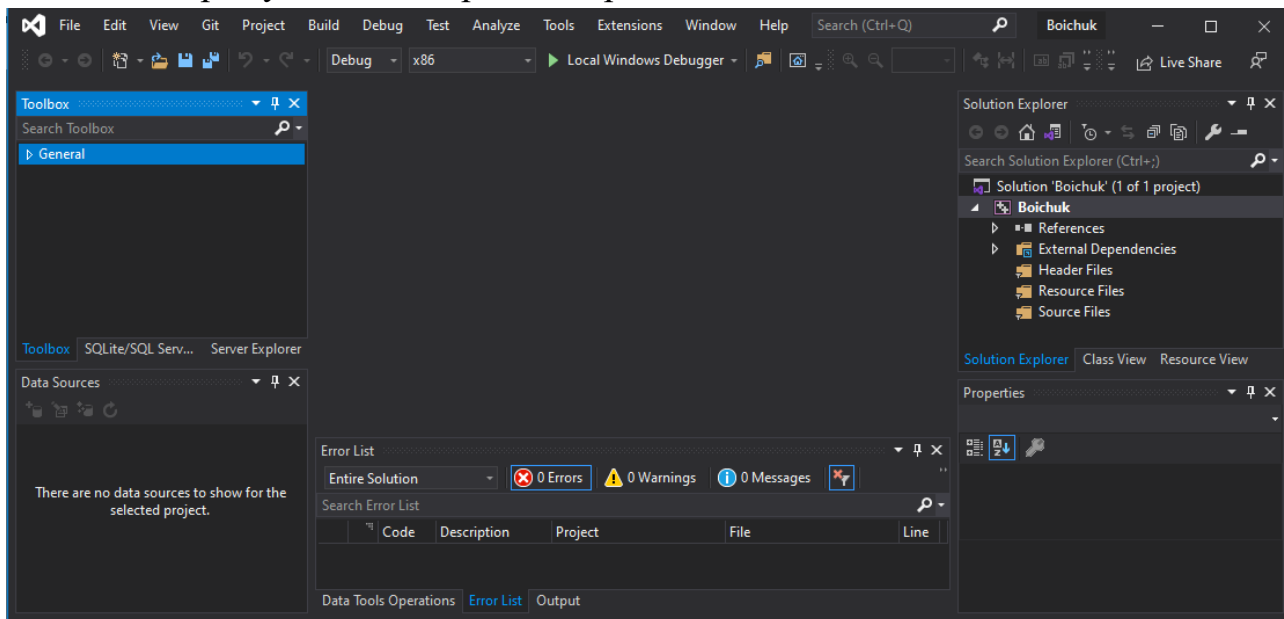 File Edit View Git Project Build Debug Test Analyze Tools Extensions Window Help Search (Ctrl+Q) Boichuk
Debug x86 Local Windows Debugger Live Share
Toolbox
Search Toolbox
General
Toolbox SQLite/SQL Serv... Server Explorer
Data Sources
There are no data sources to show for the
selected project.
Error List
Entire Solution 0 Errors 0 Warnings 0 Messages
Search Error List
Code Description Project File Line
Data Tools Operations Error List Output
Solution Explorer
Search Solution Explorer (Ctrl+;)
Solution 'Boichuk' (1 of 1 project)
Boichuk
References
External Dependencies
Header Files
Resource Files
Source Files
Solution Explorer Class View Resource View
Properties